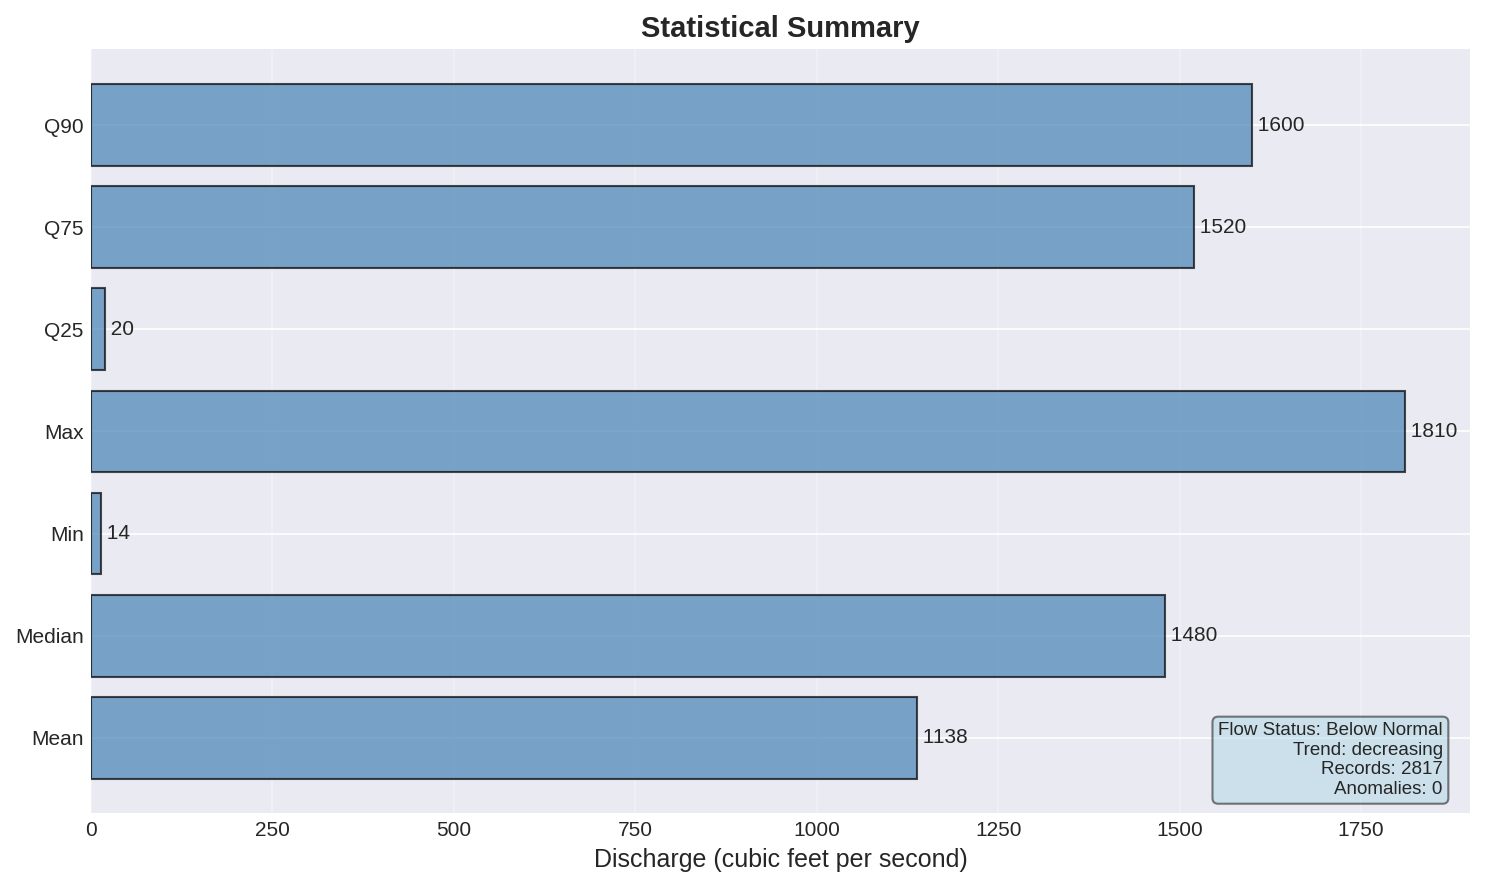 Statistical Summary
Q90
1600
Q75
1520
Q25
20
Max
1810
Min
14
Median
1480
Mean
1138
Flow Status: Below Normal
Trend: decreasing
Records: 2817
Anomalies: 0
0 250 500 750 1000 1250 1500 1750
Discharge (cubic feet per second)